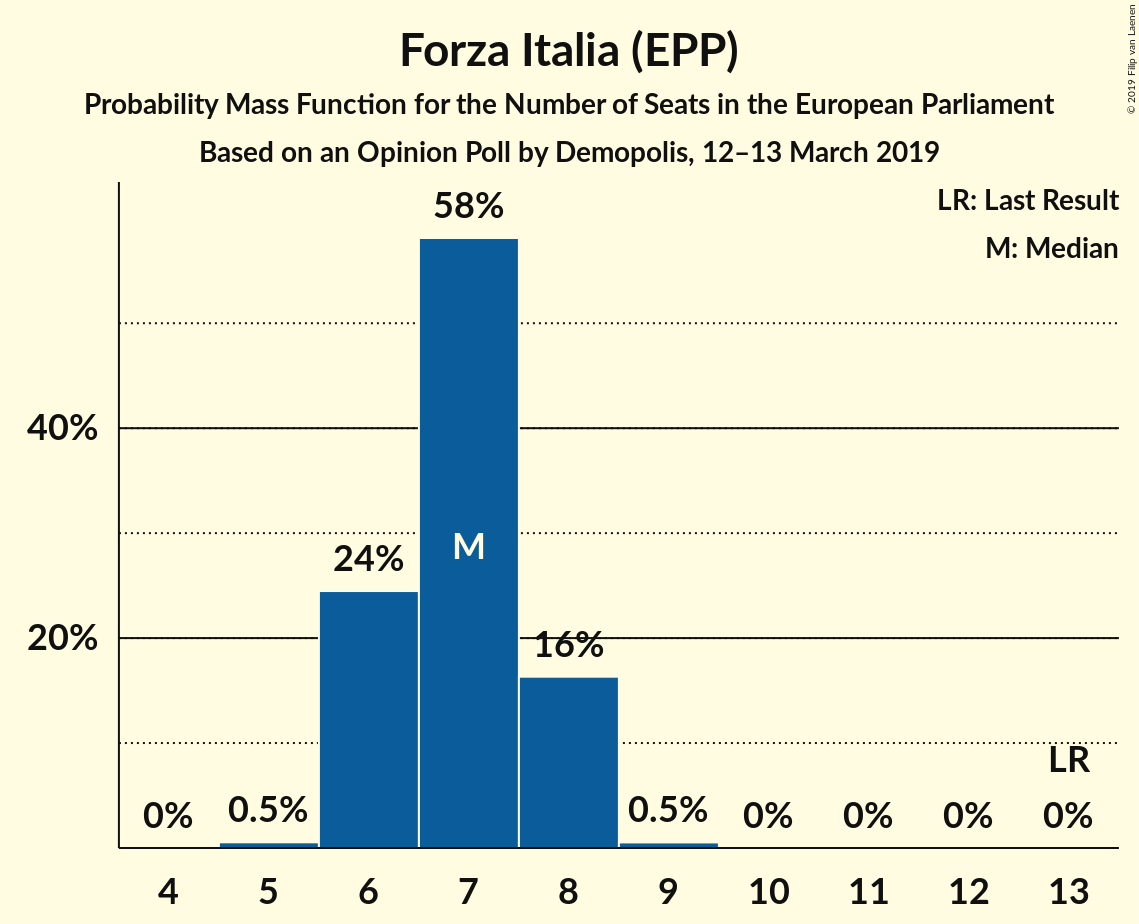 Forza Italia (EPP)
Probability Mass Function for the Number of Seats in the European Parliament
Based on an Opinion Poll by Demopolis, 12–13 March 2019
© 2019 Filip van Laenen
LR: Last Result
M: Median
58%
40%
M
24%
20%
16%
LR
0% 0.5% 0.5% 0% 0% 0% 0%
4 5 6 7 8 9 10 11 12 13